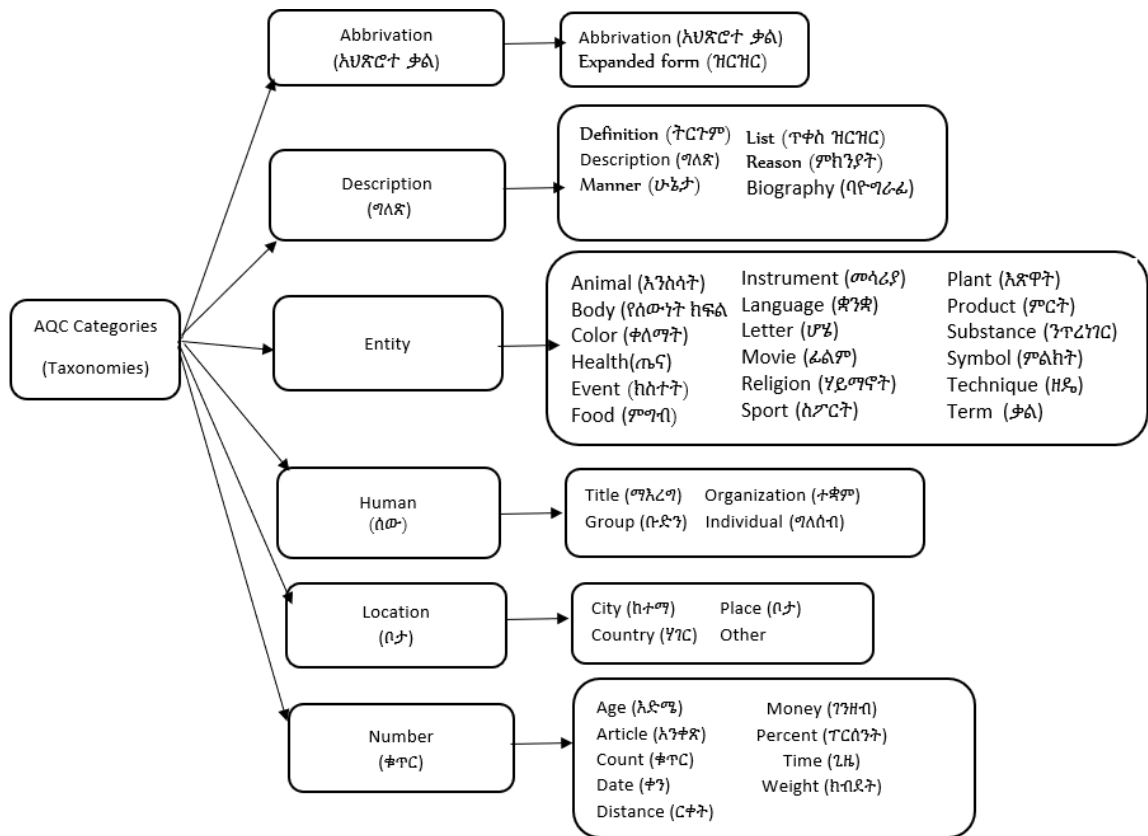 AQC Categories
(Taxonomies)
Abbrivation
(አህጽሮተ ቃል)
Abbrivation (አህጽሮተ ቃል)
Expanded form (ዝርዝር)
Description
(ግለጽ)
Definition (ትርጉም) List (ጥቀስ ዝርዝር)
Description (ግለጽ) Reason (ምክንያት)
Manner (ሁኔታ) Biography (ባዮግራፊ)
Entity
Animal (እንስሳት) Instrument (መሳሪያ) Plant (እጽዋት)
Body (የሰውነት ክፍል Language (ቋንቋ) Product (ምርት)
Color (ቀለማት) Letter (ሆሄ) Substance (ንጥረነገር)
Health(ጤና) Movie (ፊልም) Symbol (ምልክት)
Event (ክስተት) Religion (ሃይማኖት) Technique (ዘዴ)
Food (ምግብ) Sport (ስፖርት) Term (ቃል)
Human
(ሰው)
Title (ማእረግ) Organization (ተቋም)
Group (ቡድን) Individual (ግለሰብ)
Location
(ቦታ)
City (ከተማ) Place (ቦታ)
Country (ሃገር) Other
Number
(ቁጥር)
Age (እድሜ) Money (ገንዘብ)
Article (አንቀጽ) Percent (ፐርሰንት)
Count (ቁጥር) Time (ጊዜ)
Date (ቀን) Weight (ክብደት)
Distance (ርቀት)